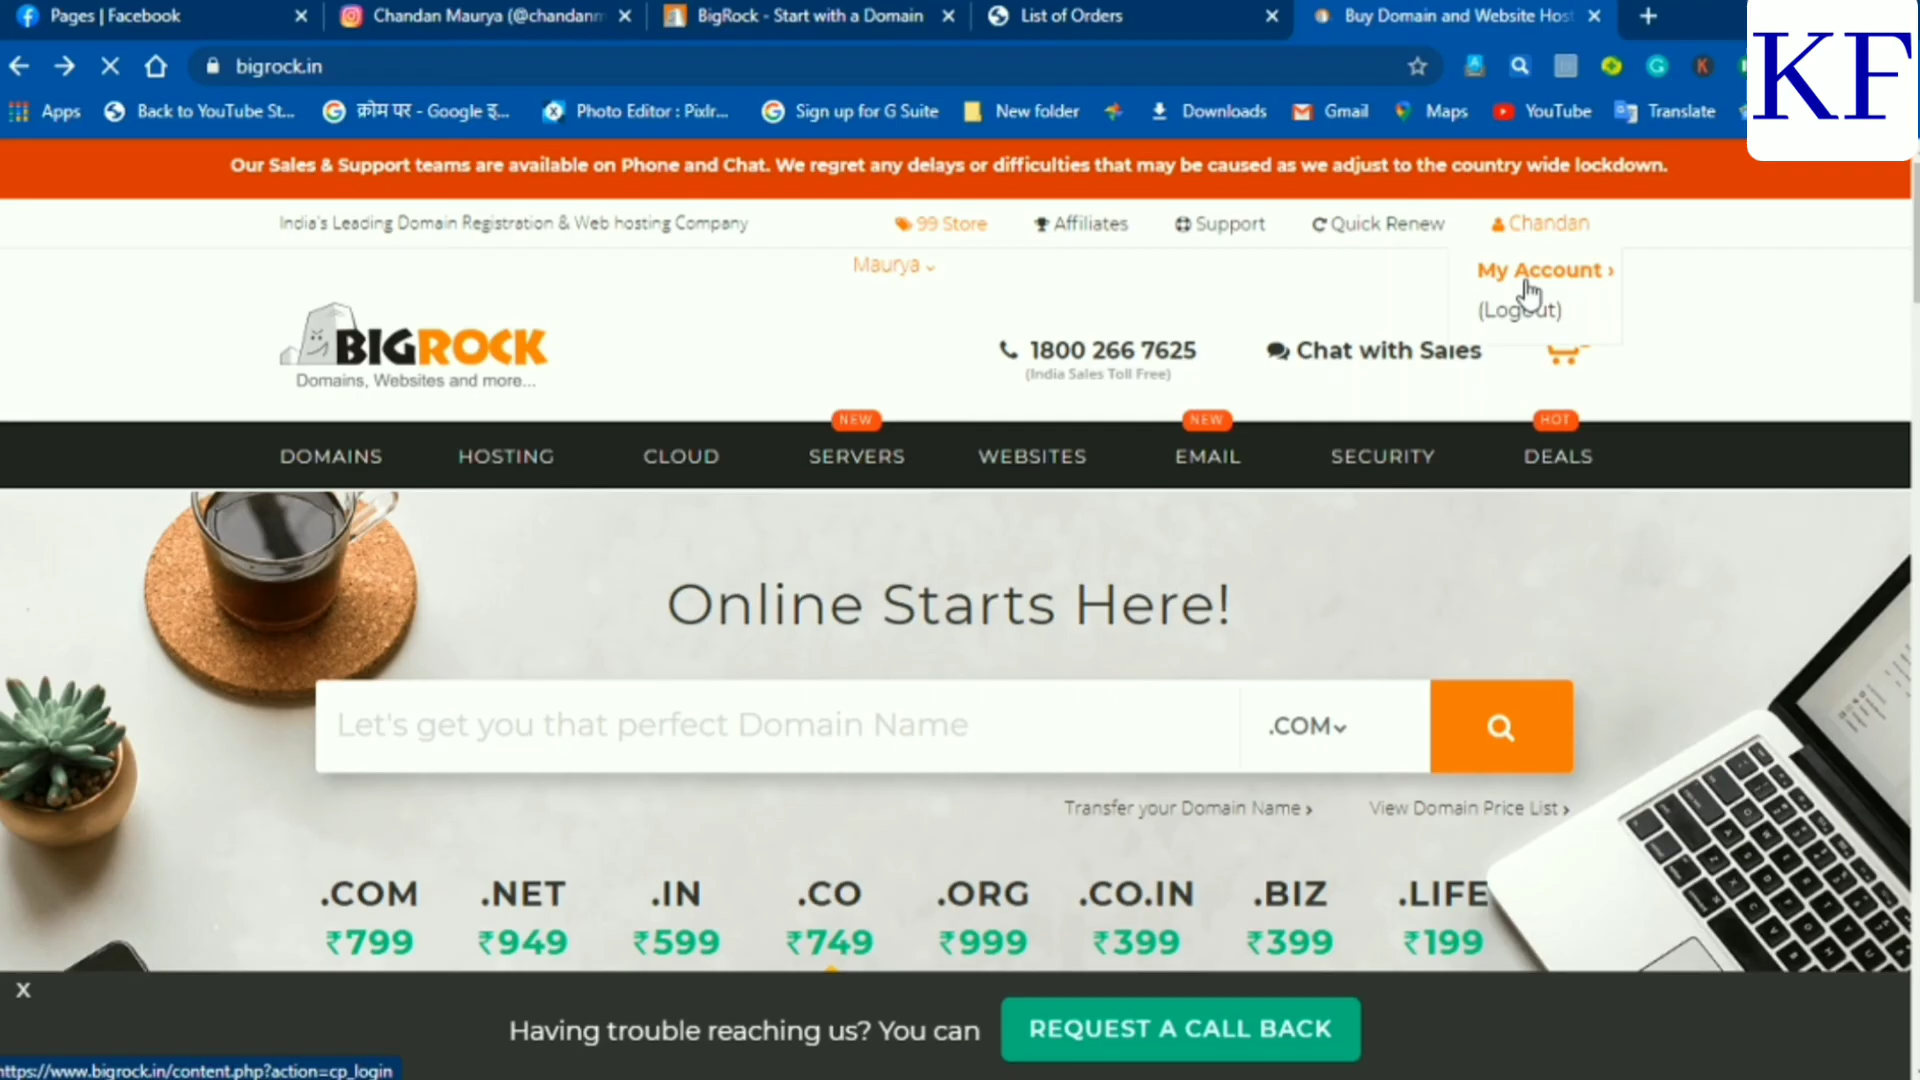 Pages | Facebook
Chandan Maurya (@chandanm
BigRock - Start with a Domain
List of Orders
Buy Domain and Website Host
KF
bigrock.in
Apps
Back to YouTube St...
क्रोम पर - Google इ...
Photo Editor : Pixlr...
Sign up for G Suite
New folder
Downloads
Gmail
Maps
YouTube
Translate
Our Sales & Support teams are available on Phone and Chat. We regret any delays or difficulties that may be caused as we adjust to the country wide lockdown.
India's Leading Domain Registration & Web hosting Company
99 Store
Affiliates
Support
Quick Renew
Chandan
Maurya
My Account ›
(Logout)
BIGROCK
Domains, Websites and more...
1800 266 7625
(India Sales Toll Free)
Chat with Sales
NEW
NEW
HOT
DOMAINS
HOSTING
CLOUD
SERVERS
WEBSITES
EMAIL
SECURITY
DEALS
Online Starts Here!
Let's get you that perfect Domain Name
.COM
Transfer your Domain Name ›
View Domain Price List ›
.COM
.NET
.IN
.CO
.ORG
.CO.IN
.BIZ
.LIFE
₹799
₹949
₹599
₹749
₹999
₹399
₹399
₹199
X
Having trouble reaching us? You can
REQUEST A CALL BACK
https://www.bigrock.in/content.php?action=cp_login